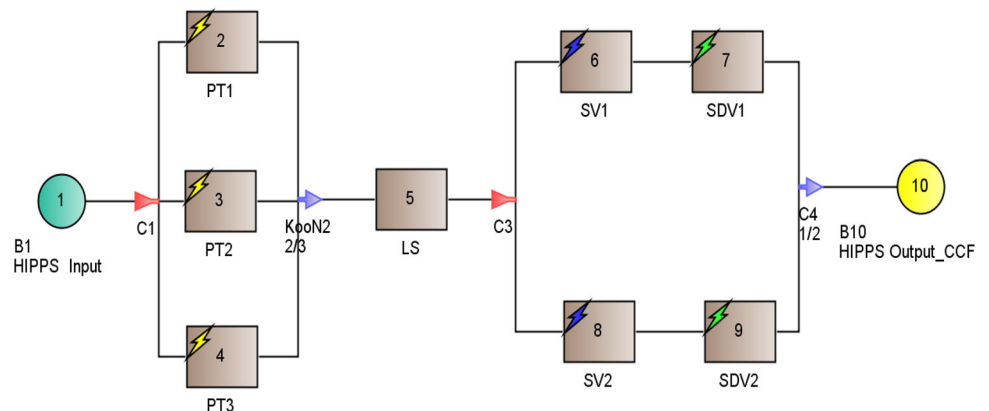 2
PT1
1
B1
HIPPS Input
C1
3
PT2
KooN2
2/3
4
PT3
5
LS
C3
6
SV1
7
SDV1
8
SV2
9
SDV2
C4
1/2
10
B10
HIPPS Output_CCF